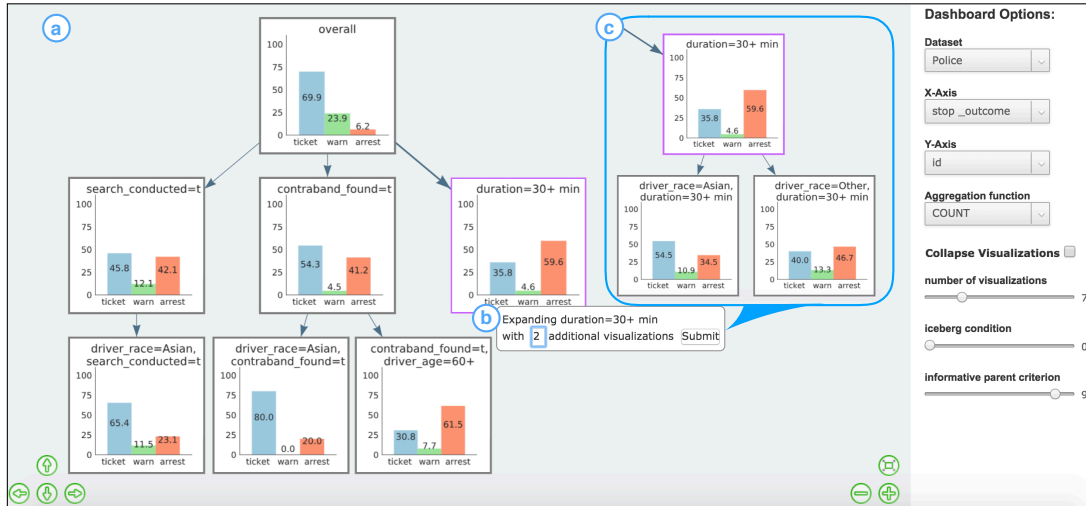 a
overall
100
75
50
25
0
69.9
23.9
6.2
ticket warn arrest
search_conducted=t
100
75
50
25
0
45.8
12.1
42.1
ticket warn arrest
contraband_found=t
100
75
50
25
0
54.3
4.5
41.2
ticket warn arrest
duration=30+ min
100
75
50
25
0
35.8
4.6
59.6
ticket warn arrest
driver_race=Asian,
search_conducted=t
100
75
50
25
0
65.4
11.5
23.1
ticket warn arrest
driver_race=Asian,
contraband_found=t
100
75
50
25
0
80.0
0.0
20.0
ticket warn arrest
contraband_found=t,
driver_age=60+
100
75
50
25
0
30.8
7.7
61.5
ticket warn arrest
b
Expanding duration=30+ min
with 2 additional visualizations Submit
c
duration=30+ min
100
75
50
25
0
35.8
4.6
59.6
ticket warn arrest
driver_race=Asian,
duration=30+ min
100
75
50
25
0
54.5
10.9
34.5
ticket warn arrest
driver_race=Other,
duration=30+ min
100
75
50
25
0
40.0
13.3
46.7
ticket warn arrest
Dashboard Options:
Dataset
Police
X-Axis
stop _outcome
Y-Axis
id
Aggregation function
COUNT
Collapse Visualizations
number of visualizations
7
iceberg condition
informative parent criterion